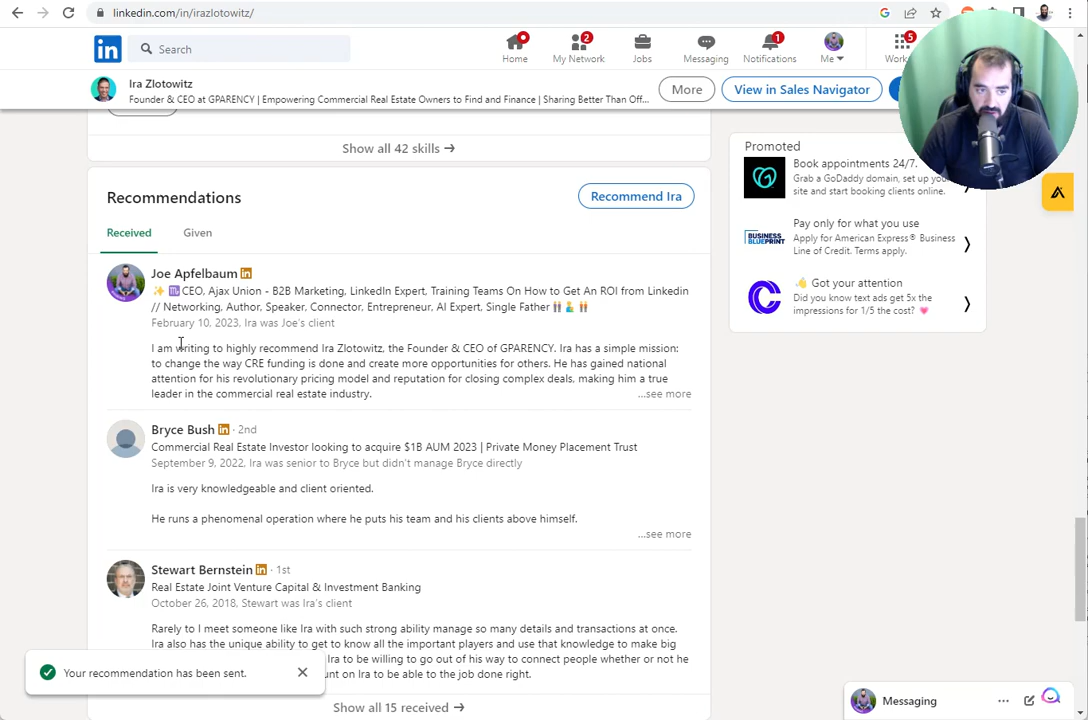 linkedin.com/in/irazlotowitz/
in
Search
Home
2
My Network
Jobs
Messaging
1
Notifications
Me
5
Ira Zlotowitz
Founder & CEO at GPARENCY | Empowering Commercial Real Estate Owners to Find and Finance | Sharing Better Than Off...
More
View in Sales Navigator
Show all 42 skills →
Recommendations
Recommend Ira
Received
Given
Joe Apfelbaum in
✨ ♏CEO, Ajax Union - B2B Marketing, LinkedIn Expert, Training Teams On How to Get An ROI from Linkedin
// Networking, Author, Speaker, Connector, Entrepreneur, AI Expert, Single Father
February 10, 2023, Ira was Joe's client
I am writing to highly recommend Ira Zlotowitz, the Founder & CEO of GPARENCY. Ira has a simple mission:
to change the way CRE funding is done and create more opportunities for others. He has gained national
attention for his revolutionary pricing model and reputation for closing complex deals, making him a true
leader in the commercial real estate industry.
...see more
Bryce Bush in · 2nd
Commercial Real Estate Investor looking to acquire $1B AUM 2023 | Private Money Placement Trust
September 9, 2022, Ira was senior to Bryce but didn't manage Bryce directly
Ira is very knowledgeable and client oriented.
He runs a phenomenal operation where he puts his team and his clients above himself.
...see more
Stewart Bernstein in · 1st
Real Estate Joint Venture Capital & Investment Banking
October 26, 2018, Stewart was Ira's client
Rarely to I meet someone like Ira with such strong ability manage so many details and transactions at once.
Ira also has the unique ability to get to know all the important players and use that knowledge to make big
Ira to be willing to go out of his way to connect people whether or not he
on Ira to be able to the job done right.
Show all 15 received →
Your recommendation has been sent.
Promoted
Book appointments 24/7.
Grab a GoDaddy domain, set up
site and start booking clients online.
BUSINESS
BLUEPRINT
Pay only for what you use
Apply for American Express® Business
Line of Credit. Terms apply.
Got your attention
Did you know text ads get 5x the
impressions for 1/5 the cost?
Messaging